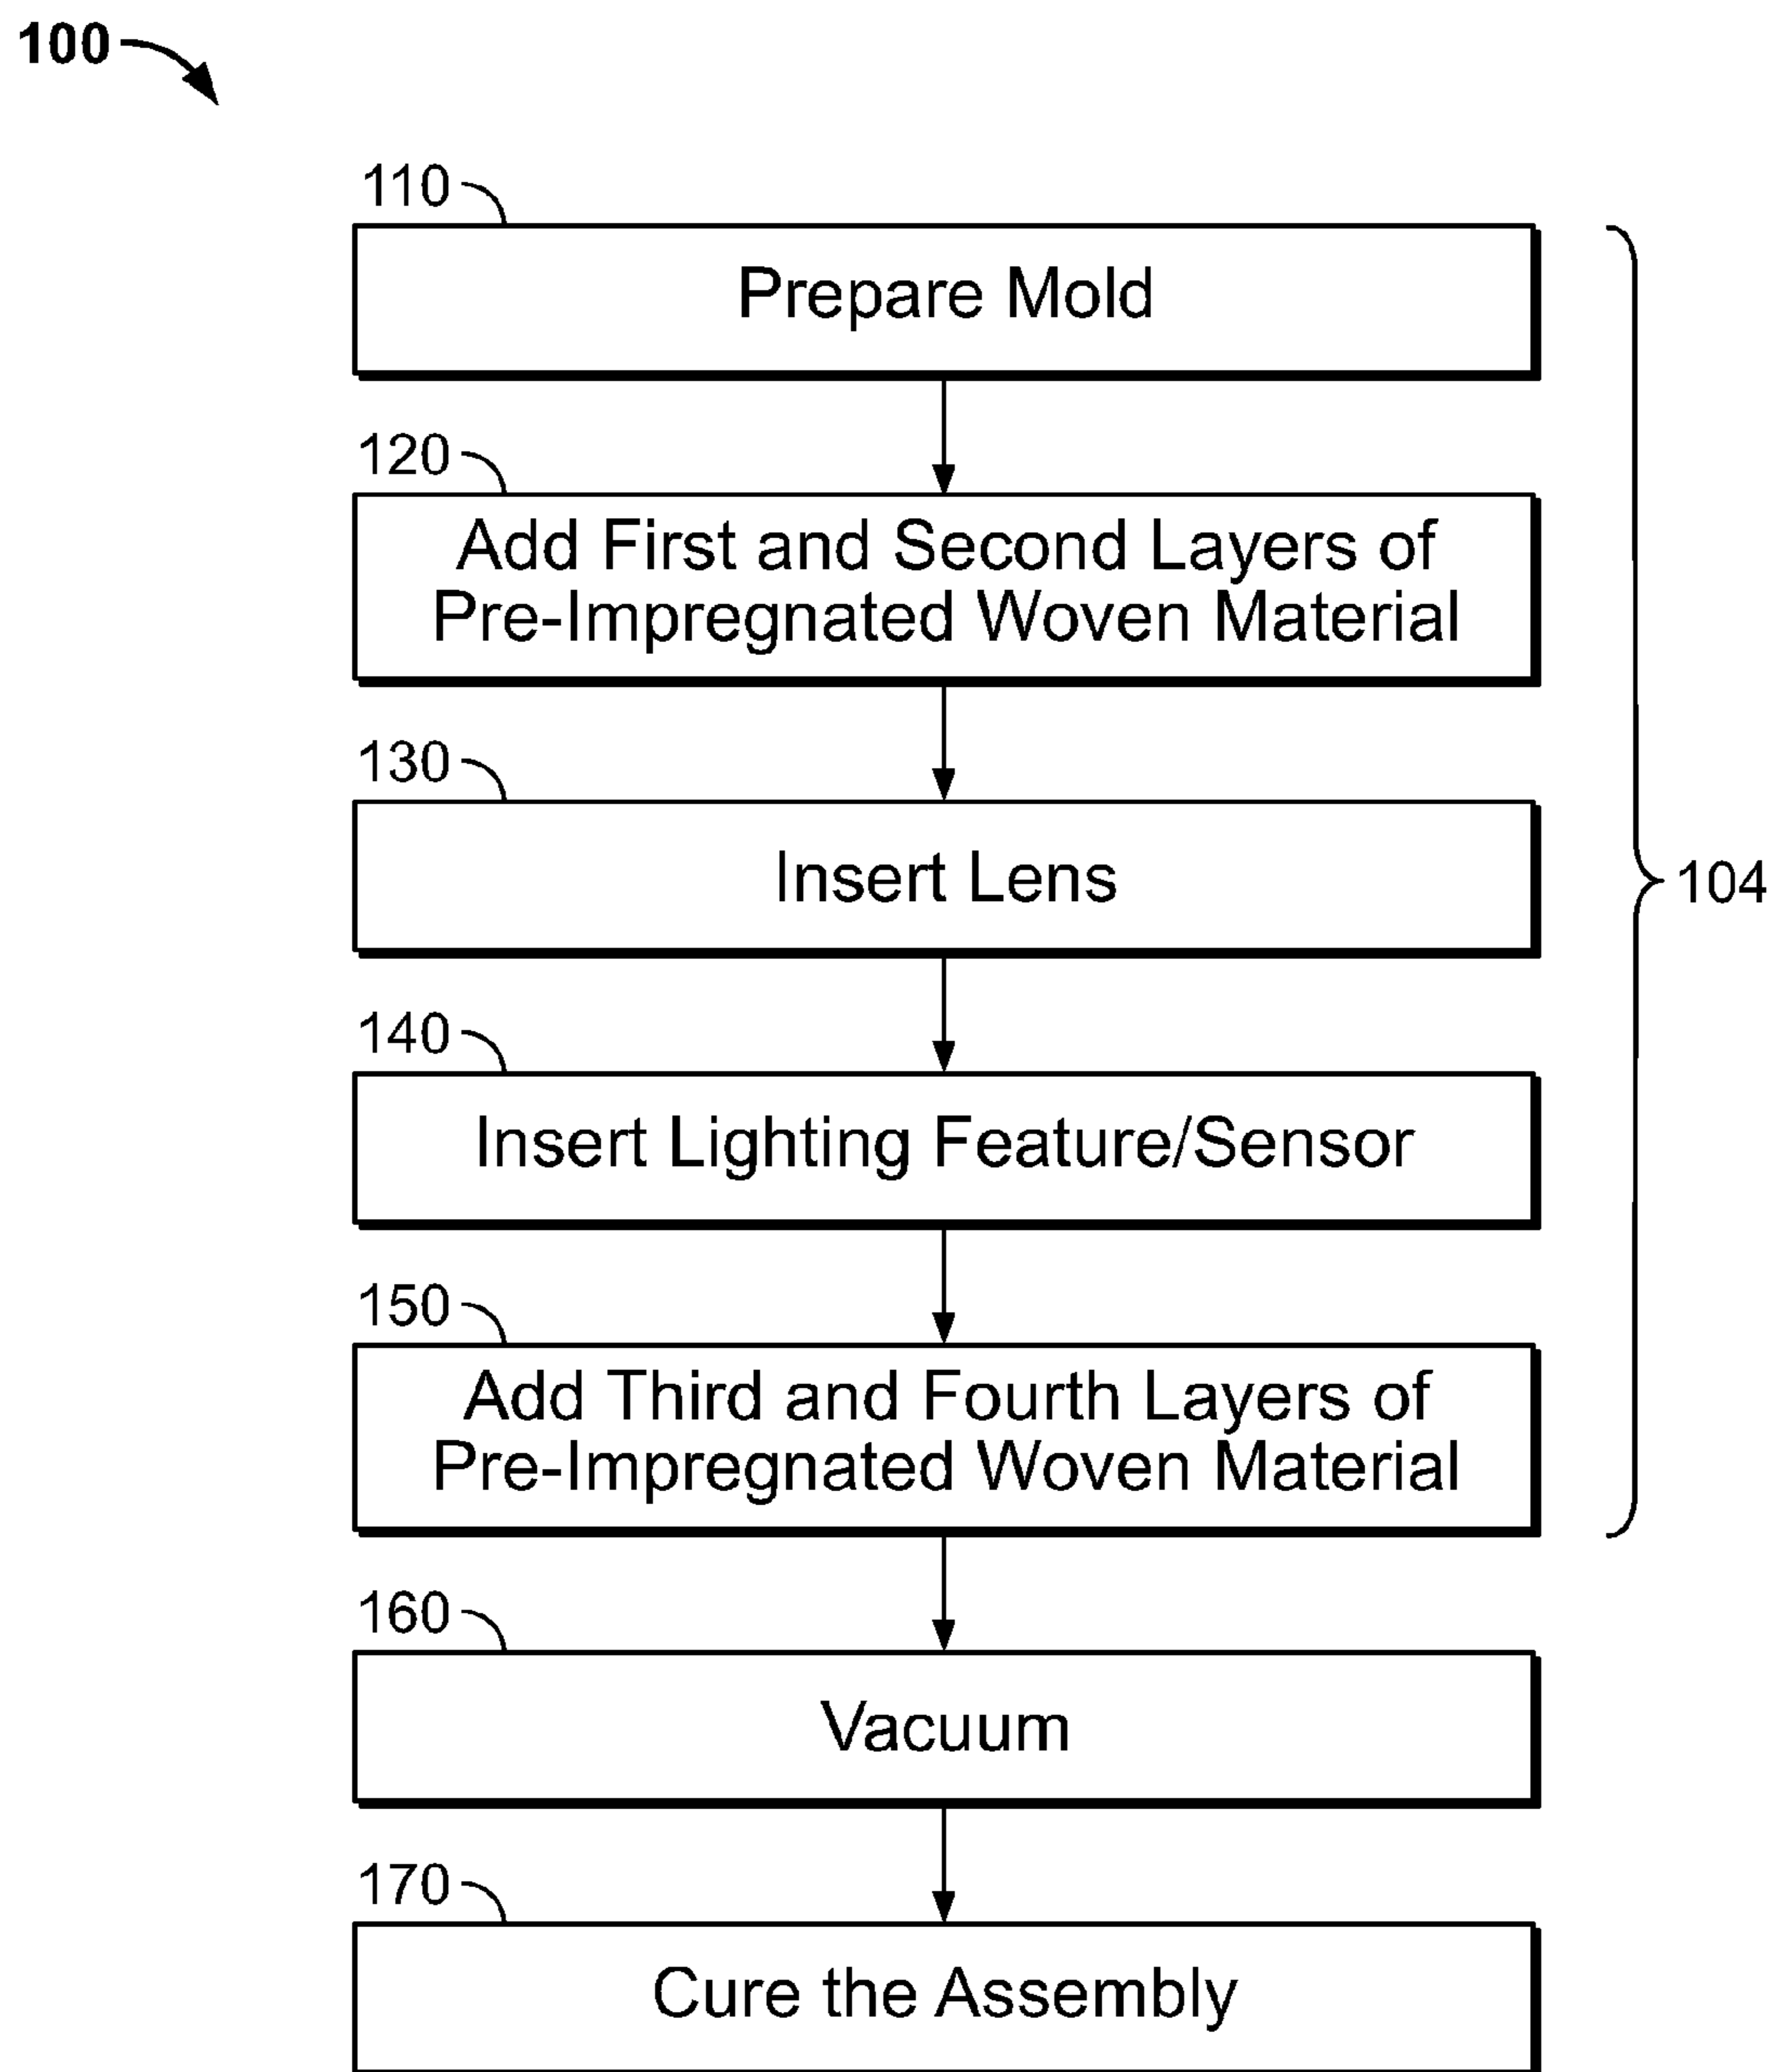 100
110
Prepare Mold
120
Add First and Second Layers of
Pre-Impregnated Woven Material
130
Insert Lens
104
140
Insert Lighting Feature/Sensor
150
Add Third and Fourth Layers of
Pre-Impregnated Woven Material
160
Vacuum
170
Cure the Assembly